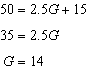 50 = 2.5G + 15
35 = 2.5G
G = 14